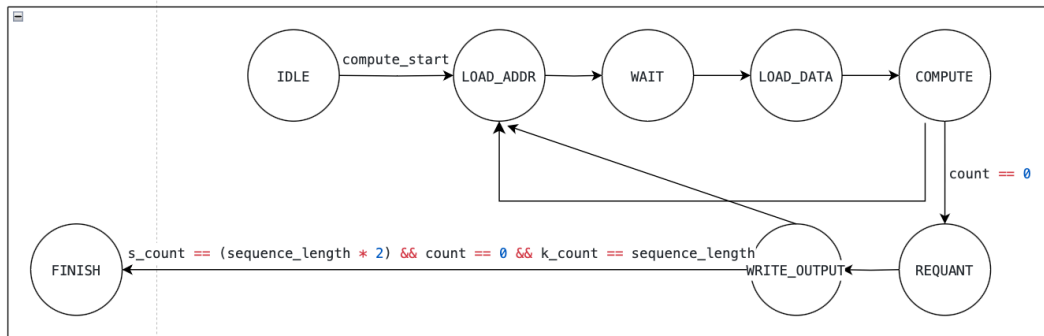 compute_start
IDLE
LOAD_ADDR
WAIT
LOAD_DATA
COMPUTE
count == 0
s_count == (sequence_length * 2) && count == 0 && k_count == sequence_length
FINISH
WRITE_OUTPUT
REQUANT